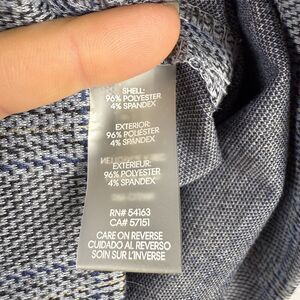 SHELL:
96% POLYESTER
4% SPANDEX
EXTERIOR:
96% POLIÉSTER
4% SPANDEX
EXTÉRIEUR:
96% POLYESTER
4% SPANDEX
RN# 54163
CA# 57151
CARE ON REVERSE
CUIDADO AL REVERSO
SOIN SUR L'INVERSE